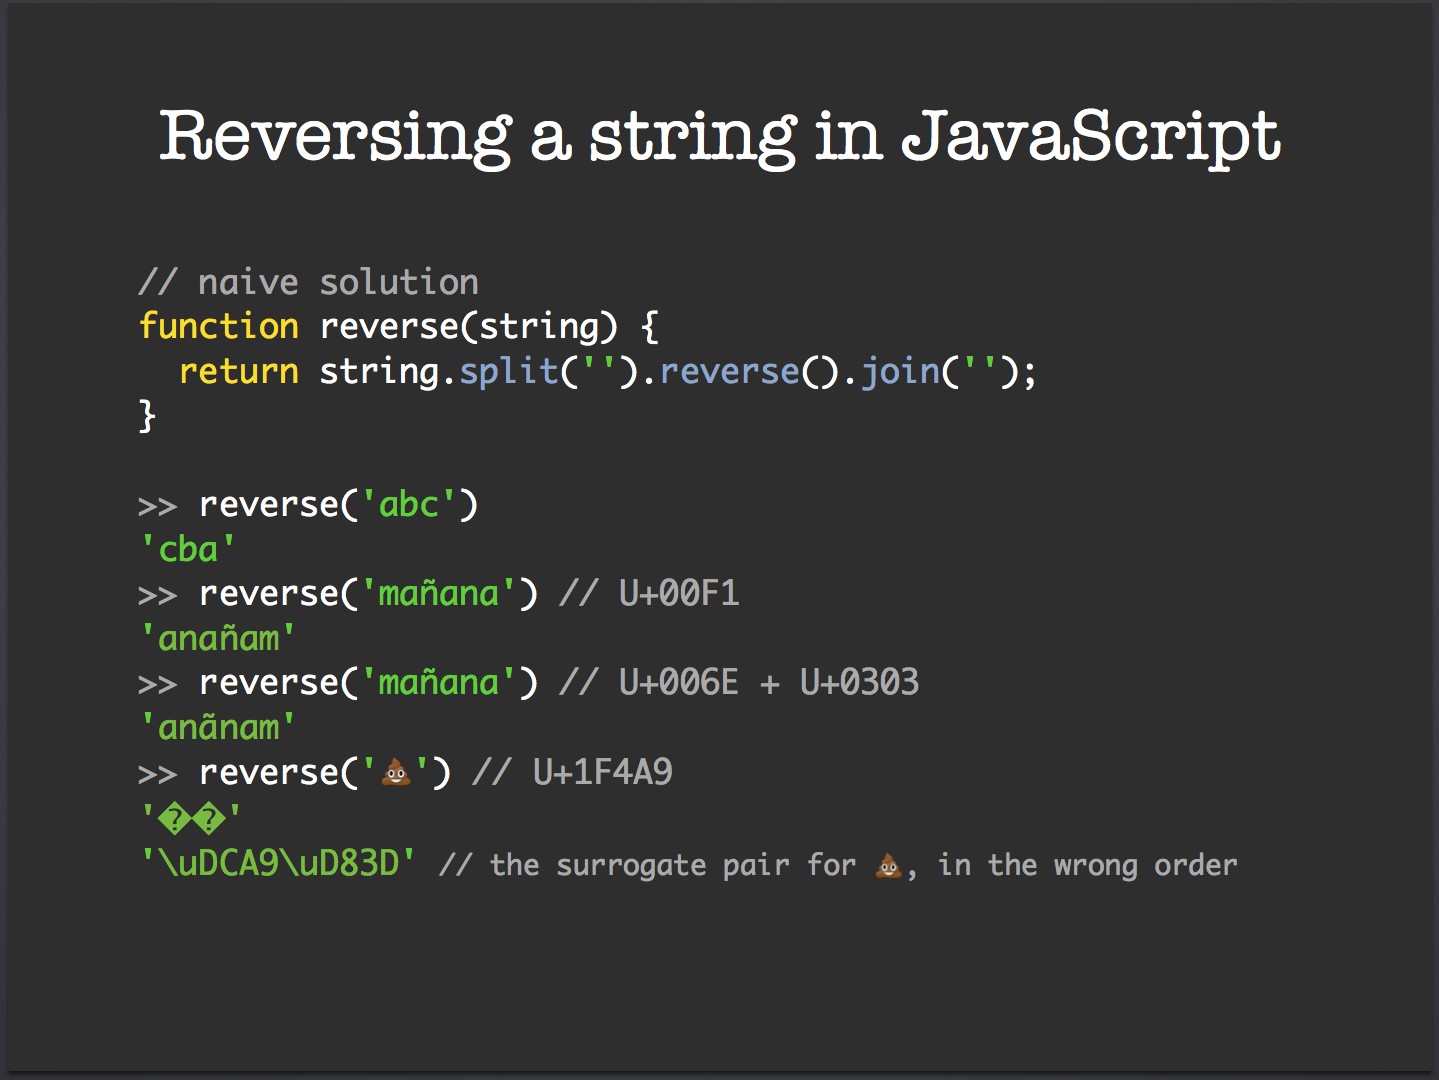 Reversing a string in JavaScript
// naive solution
function reverse(string) {
  return string.split('').reverse().join('');
}
>> reverse('abc')
'cba'
>> reverse('mañana') // U+00F1
'anañam'
>> reverse('mañana') // U+006E + U+0303
'anãnam'
>> reverse('💩') // U+1F4A9
'��'
'\uDCA9\uD83D' // the surrogate pair for 💩, in the wrong order